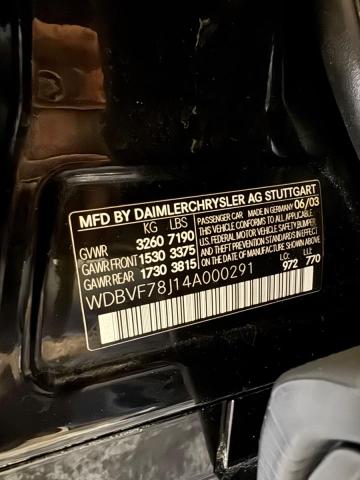 MFD BY DAIMLERCHRYSLER AG STUTTGART
KG LBS
GVWR 3260 7190
GAWR FRONT 1530 3375
GAWR REAR 1730 3815
PASSENGER CAR MADE IN GERMANY 06/03
THIS VEHICLE CONFORMS TO ALL APPLICABLE
U.S. FEDERAL MOTOR VEHICLE SAFETY, BUMPER,
AND THEFT PREVENTION STANDARDS IN EFFECT
ON THE DATE OF MANUFACTURE SHOWN ABOVE.
WDBVF78J14A000291
972 770